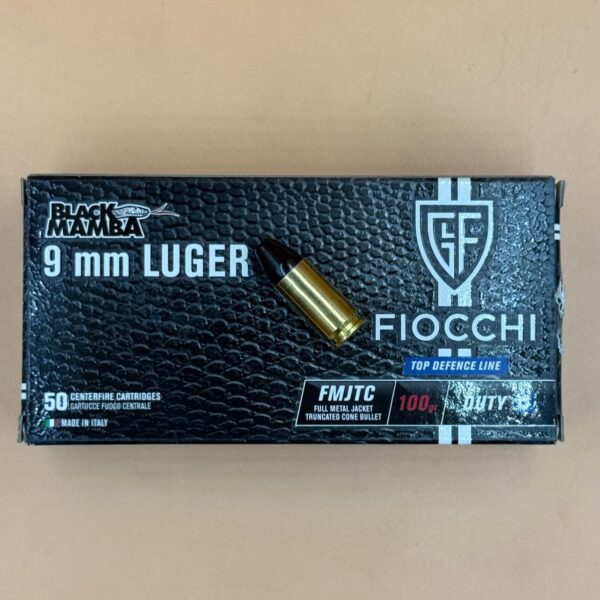 BLACK
MAMBA
9 mm LUGER
GF
FIOCCHI
TOP DEFENCE LINE
50 CENTERFIRE CARTRIDGES
CARTUCCE FUOCO CENTRALE
MADE IN ITALY
FMJTC
FULL METAL JACKET
TRUNCATED CONE BULLET
100gr
DUTY